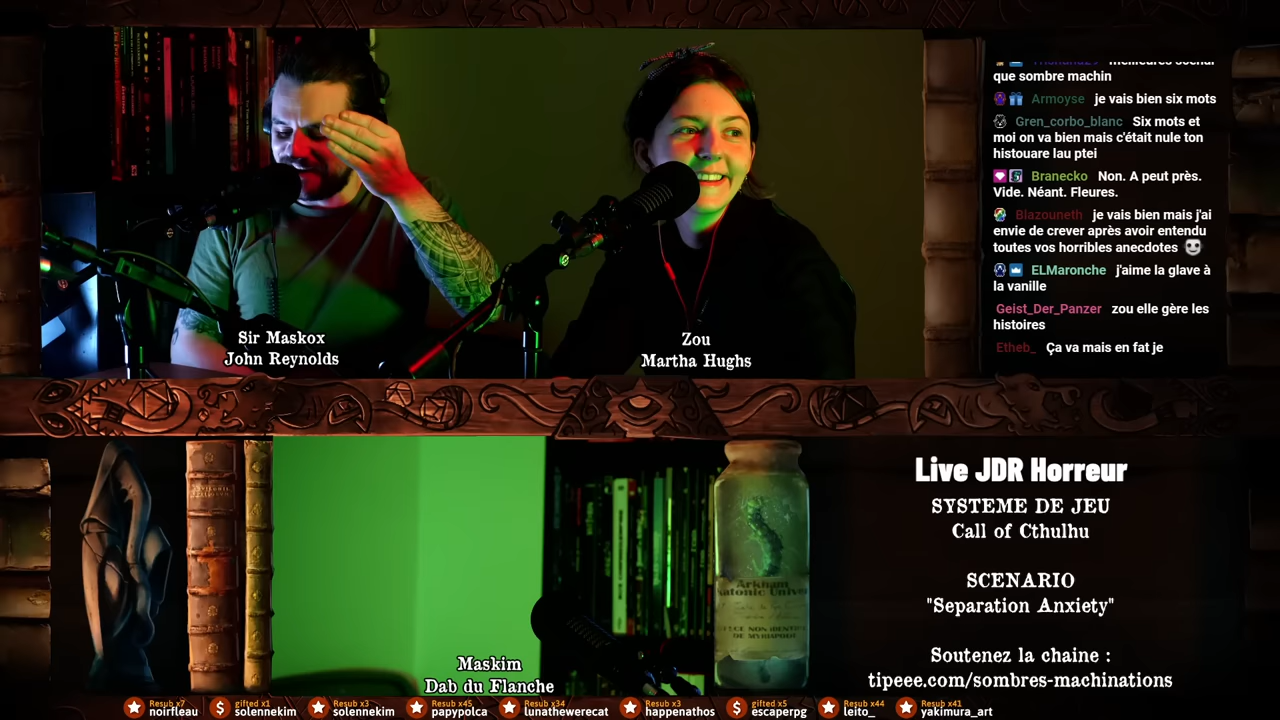 que sombre machin
Armoyse je vais bien six mots
Gren_corbo_blanc Six mots et
moi on va bien mais c'était nule ton
histouare lau ptei
Branecko Non. A peut près.
Vide. Néant. Fleures.
Blazouneth je vais bien mais j'ai
envie de crever après avoir entendu
toutes vos horribles anecdotes
ELMaronche j'aime la glave à
la vanille
Geist_Der_Panzer zou elle gère les
histoires
Etheb_ Ça va mais en fat je
Sir Maskox
John Reynolds
Zou
Martha Hughs
Live JDR Horreur
SYSTEME DE JEU
Call of Cthulhu
SCENARIO
"Separation Anxiety"
Soutenez la chaine :
tipeee.com/sombres-machinations
Arkham
Maskim
Dab du Flanche
Resub x7
noirfleau
gifted x1
solennekim
Resub x3
solennekim
Resub x45
papypolca
Resub x34
lunathewerecat
Resub x3
happenathos
gifted x5
escaperpg
Resub x44
leito_
Resub x41
yakimura_art